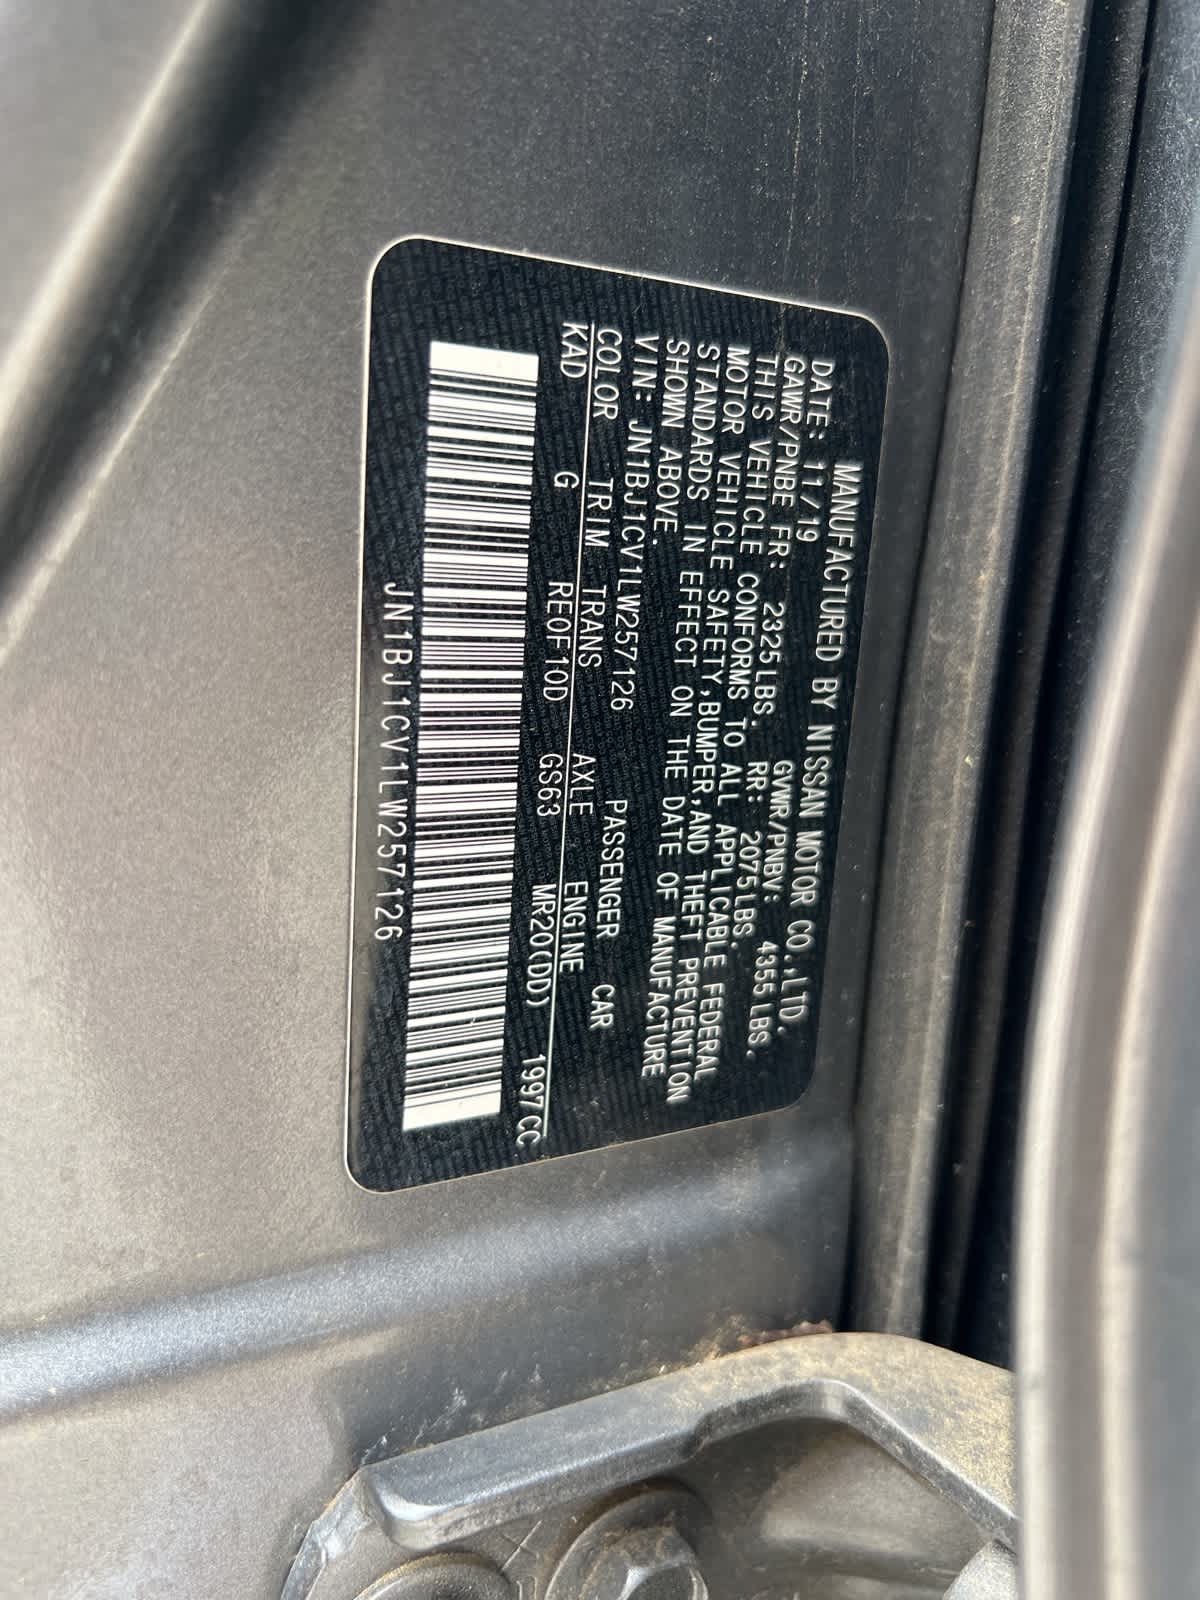 MANUFACTURED BY NISSAN MOTOR CO.,LTD.
DATE: 11/19 GVWR/PNBV: 4355LBS.
GAWR/PNBE FR: 2325LBS. RR: 2075LBS.
THIS VEHICLE CONFORMS TO ALL APPLICABLE FEDERAL
MOTOR VEHICLE SAFETY,BUMPER,AND THEFT PREVENTION
STANDARDS IN EFFECT ON THE DATE OF MANUFACTURE
SHOWN ABOVE.
VIN: JN1BJ1CV1LW257126 PASSENGER CAR
COLOR TRIM TRANS AXLE ENGINE
KAD G RE0F10D GS63 MR20(DD) 1997CC
JN1BJ1CV1LW257126